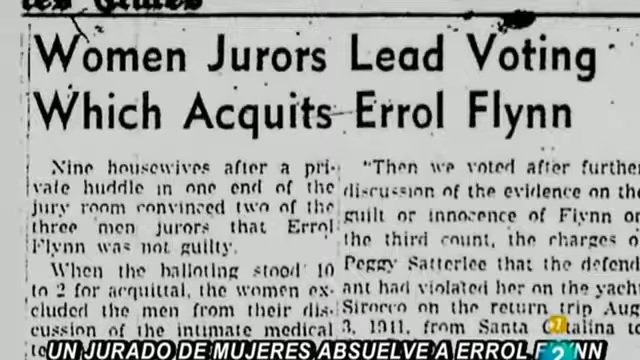 les Times
Women Jurors Lead Voting
Which Acquits Errol Flynn
Nine housewives after a pri-
vate huddle in one end of the
jury room convinced two of the
three men jurors that Errol
Flynn was not guilty.
When the balloting stood 10
to 2 for acquittal, the women ex-
cluded the men from their dis-
cussion of the intimate medical
"Then we voted after further
discussion of the evidence on the
guilt or innocence of Flynn on
the third count, the charges of
Peggy Satterlee that the defend-
ant had violated her on the yacht
Sirocco on the return trip Aug.
3, 1941, from Santa Catalina to
UN JURADO DE MUJERES ABSUELVE A ERROL FLYNN
2